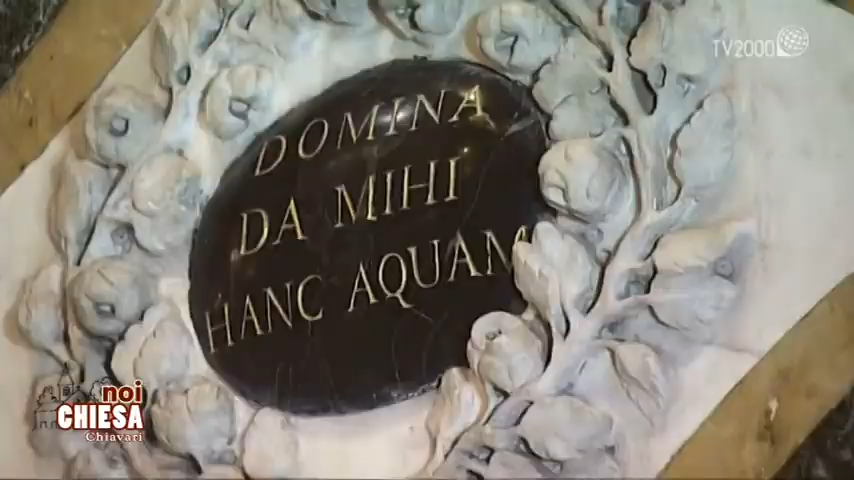 TV2000
DOMINA
DA MIHI
HANC AQUAM
noi
CHIESA
Chiavari